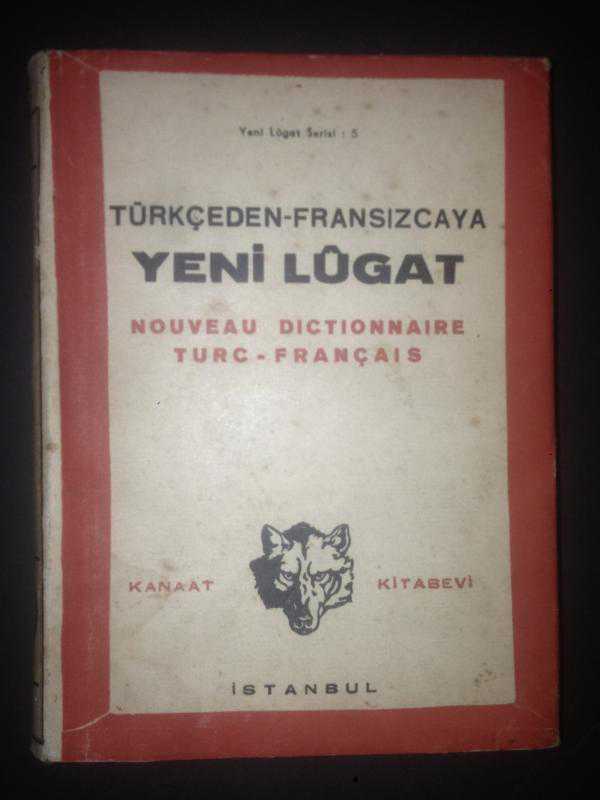 Yeni Lûgat Serisi : 5
TÜRKÇEDEN-FRANSIZCAYA
YENİ LÛGAT
NOUVEAU DICTIONNAIRE
TURC-FRANÇAIS
KANAAT KİTABEVİ
İSTANBUL